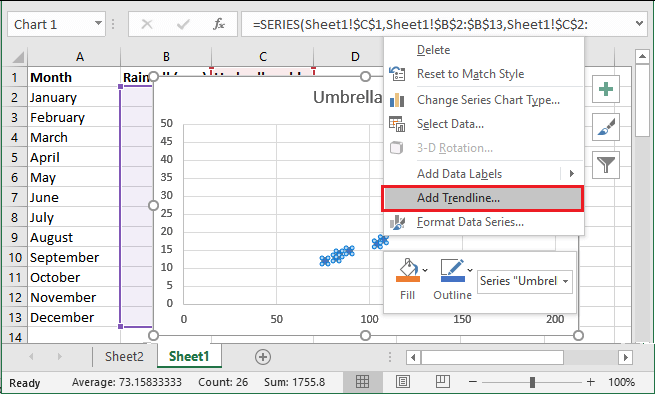 Chart 1 =SERIES(Sheet1!$C$1,Sheet1!$B$2:$B$13,Sheet1!$C$2:
Delete
Reset to Match Style
Change Series Chart Type...
Select Data...
3-D Rotation...
Add Data Labels
Add Trendline...
Format Data Series...
Fill Outline Series "Umbrel
A B C D
1 Month
2 January
3 February
4 March
5 April
6 May
7 June
8 July
9 August
10 September
11 October
12 November
13 December
14
Umbrella
50
45
40
35
30
25
20
15
10
5
0
0 50 100 150 200
Sheet2 Sheet1
Ready Average: 73.15833333 Count: 26 Sum: 1755.8 100%